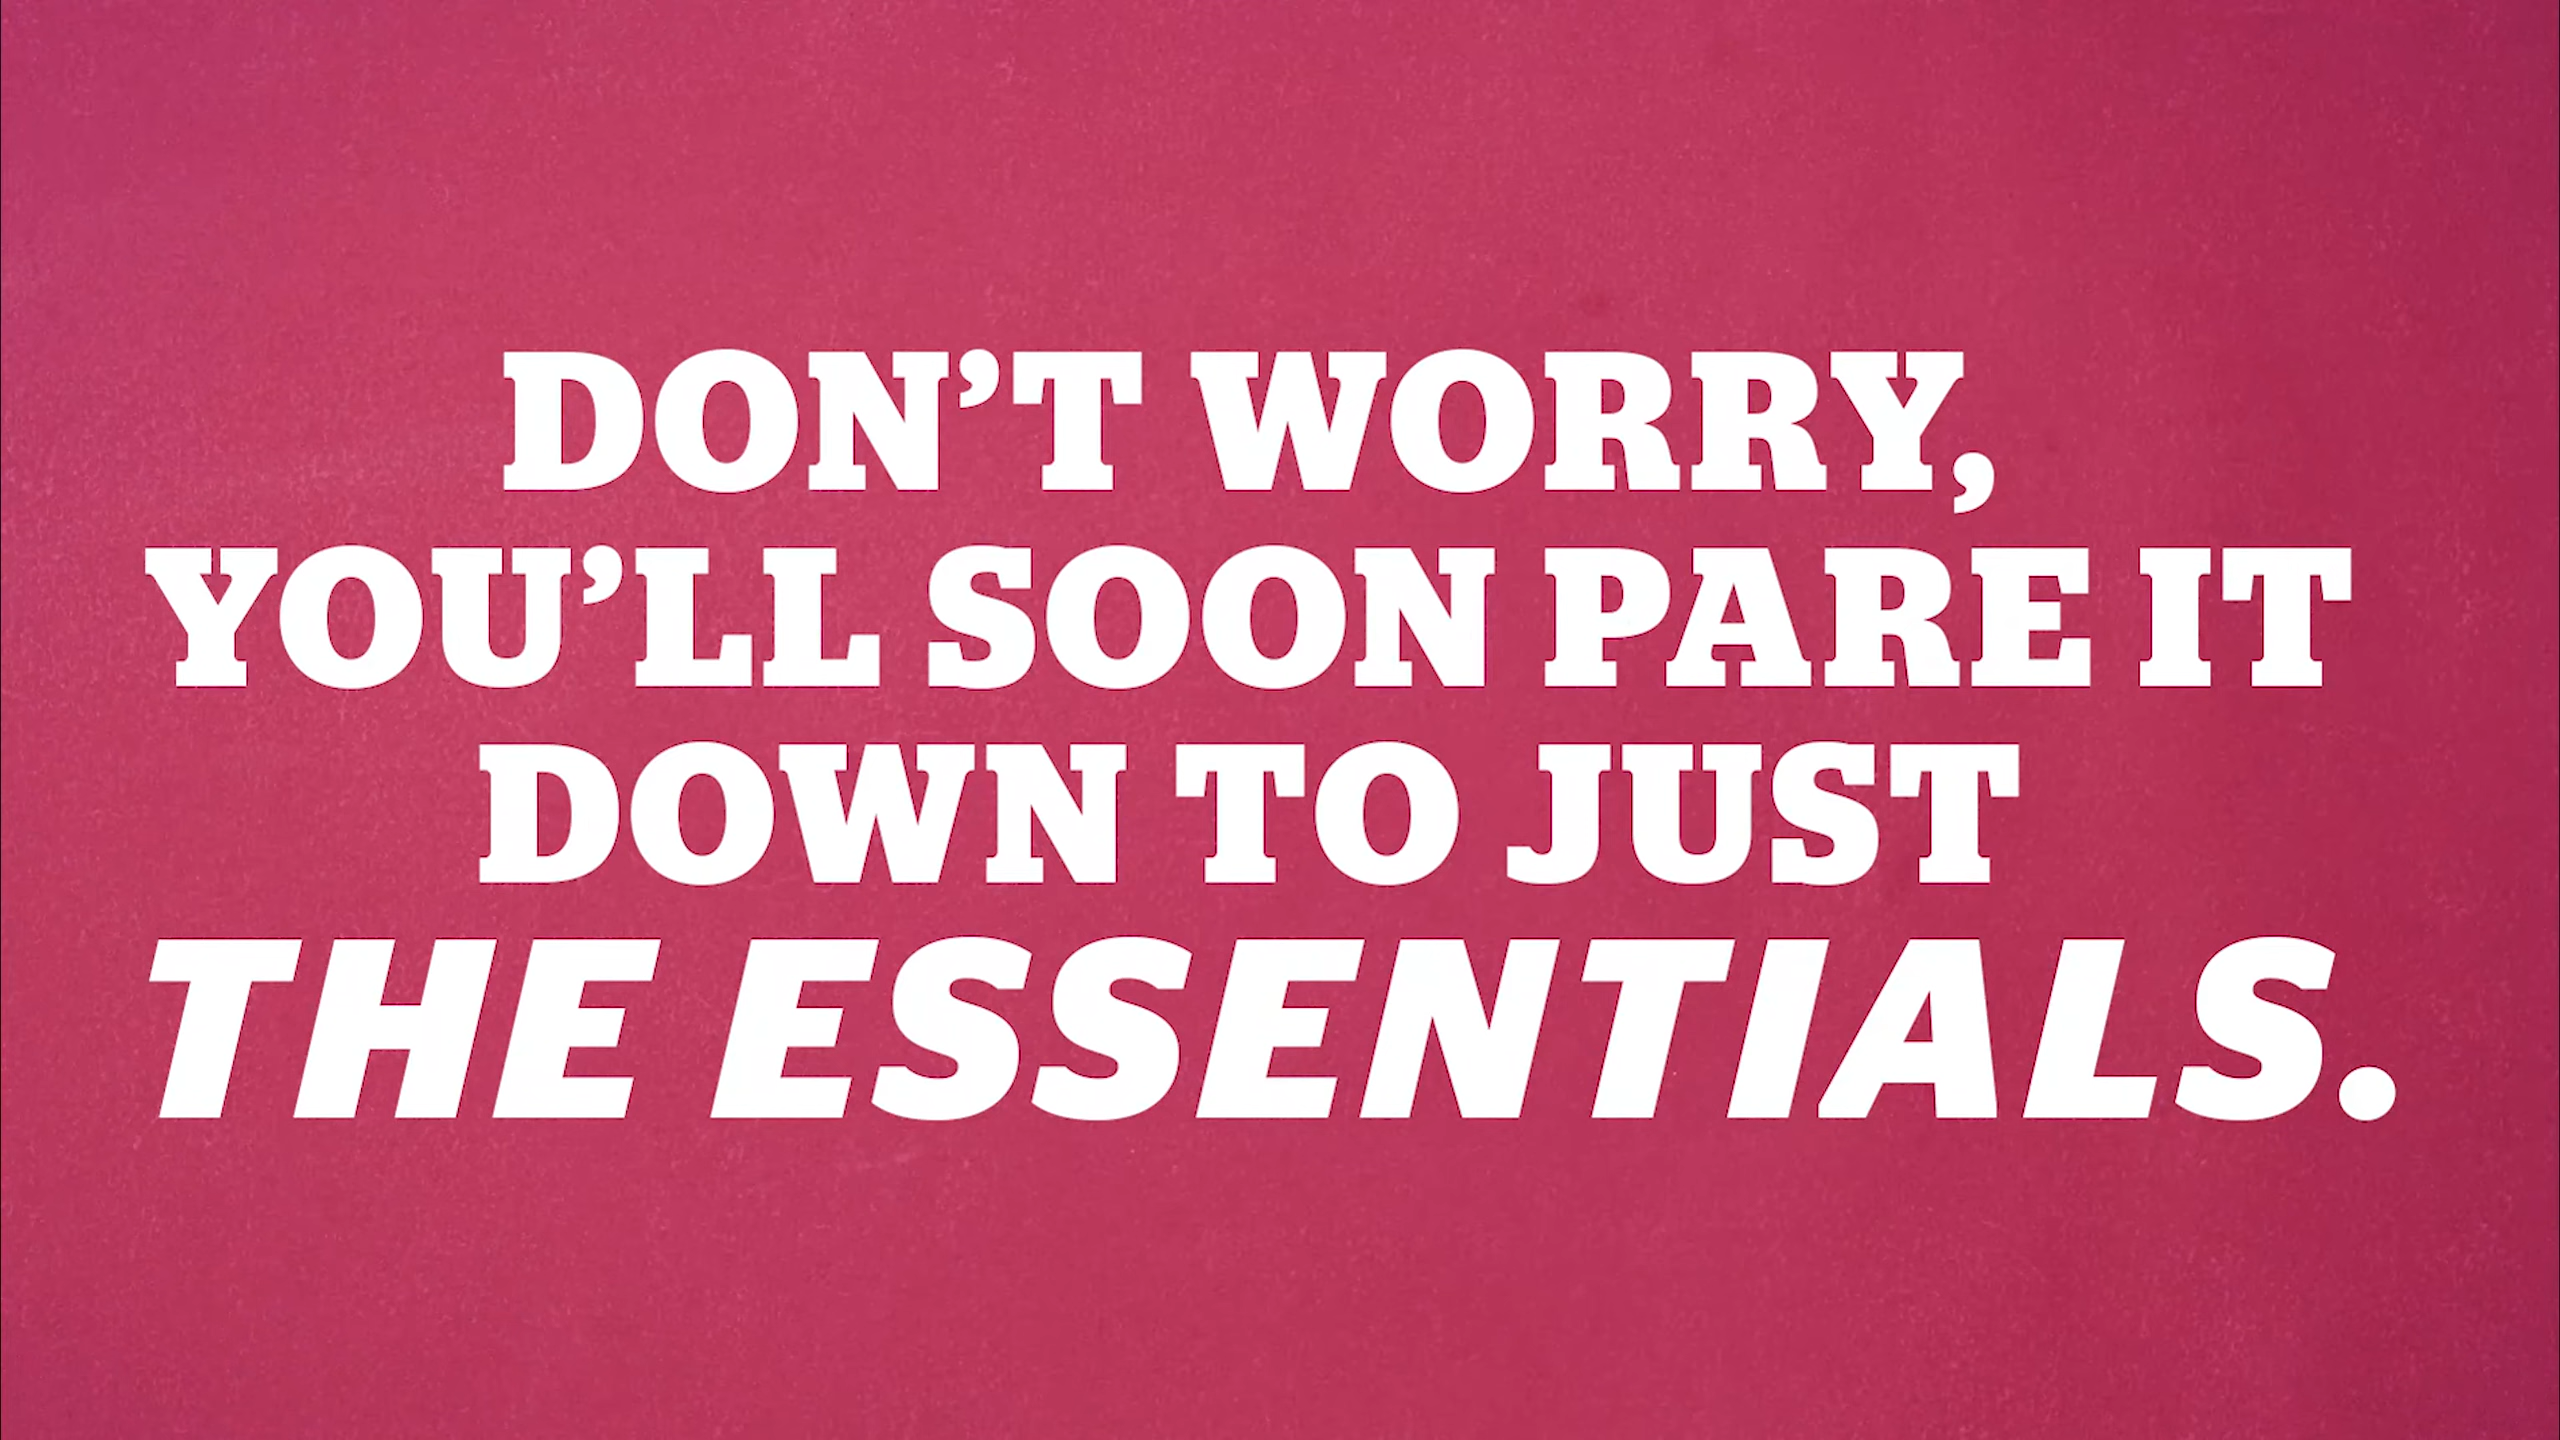 DON’T WORRY,
YOU’LL SOON PARE IT
DOWN TO JUST
THE ESSENTIALS.